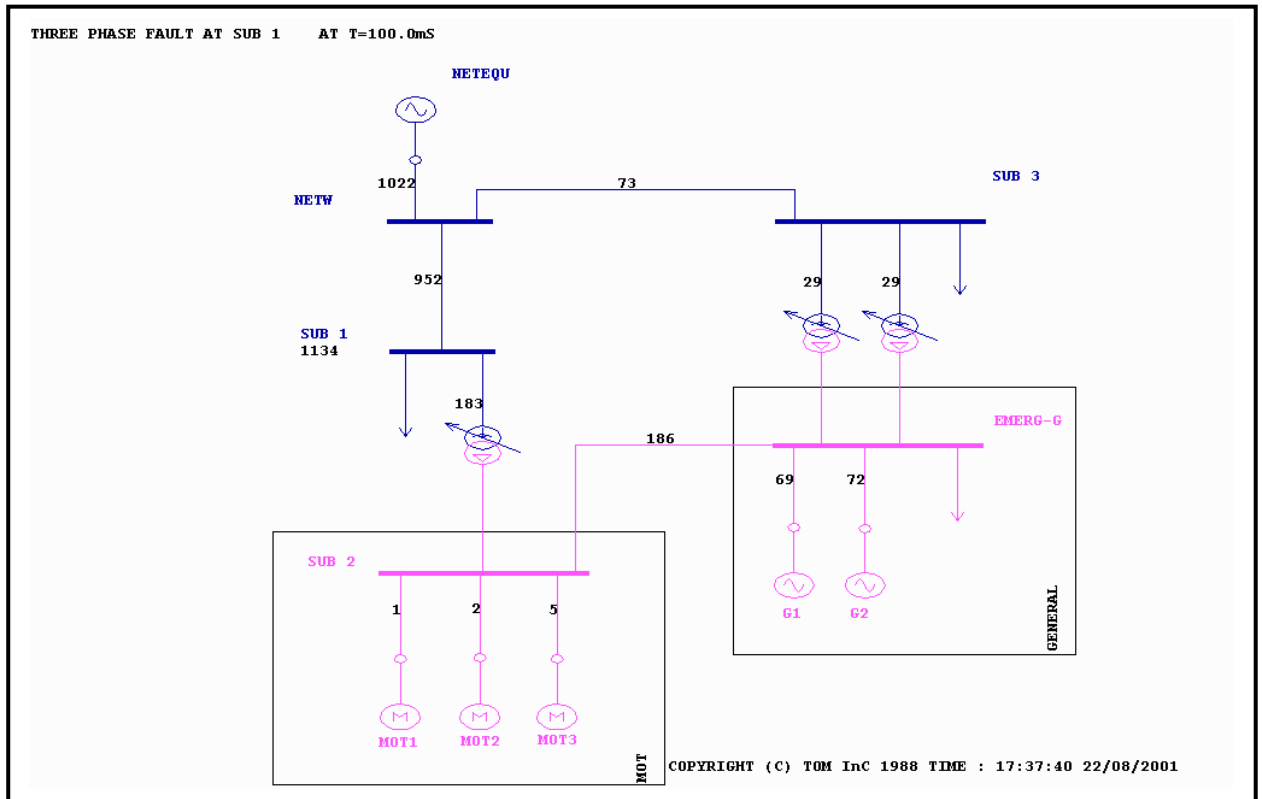 THREE PHASE FAULT AT SUB 1 AT T=100.0mS
NETEQU
1022
73
SUB 3
NETW
952
29
29
SUB 1
1134
183
186
EMERG-G
69
72
SUB 2
G1
G2
GENERAL
1
2
5
MOT1
MOT2
MOT3
MOT
COPYRIGHT (C) TOM InC 1988 TIME : 17:37:40 22/08/2001